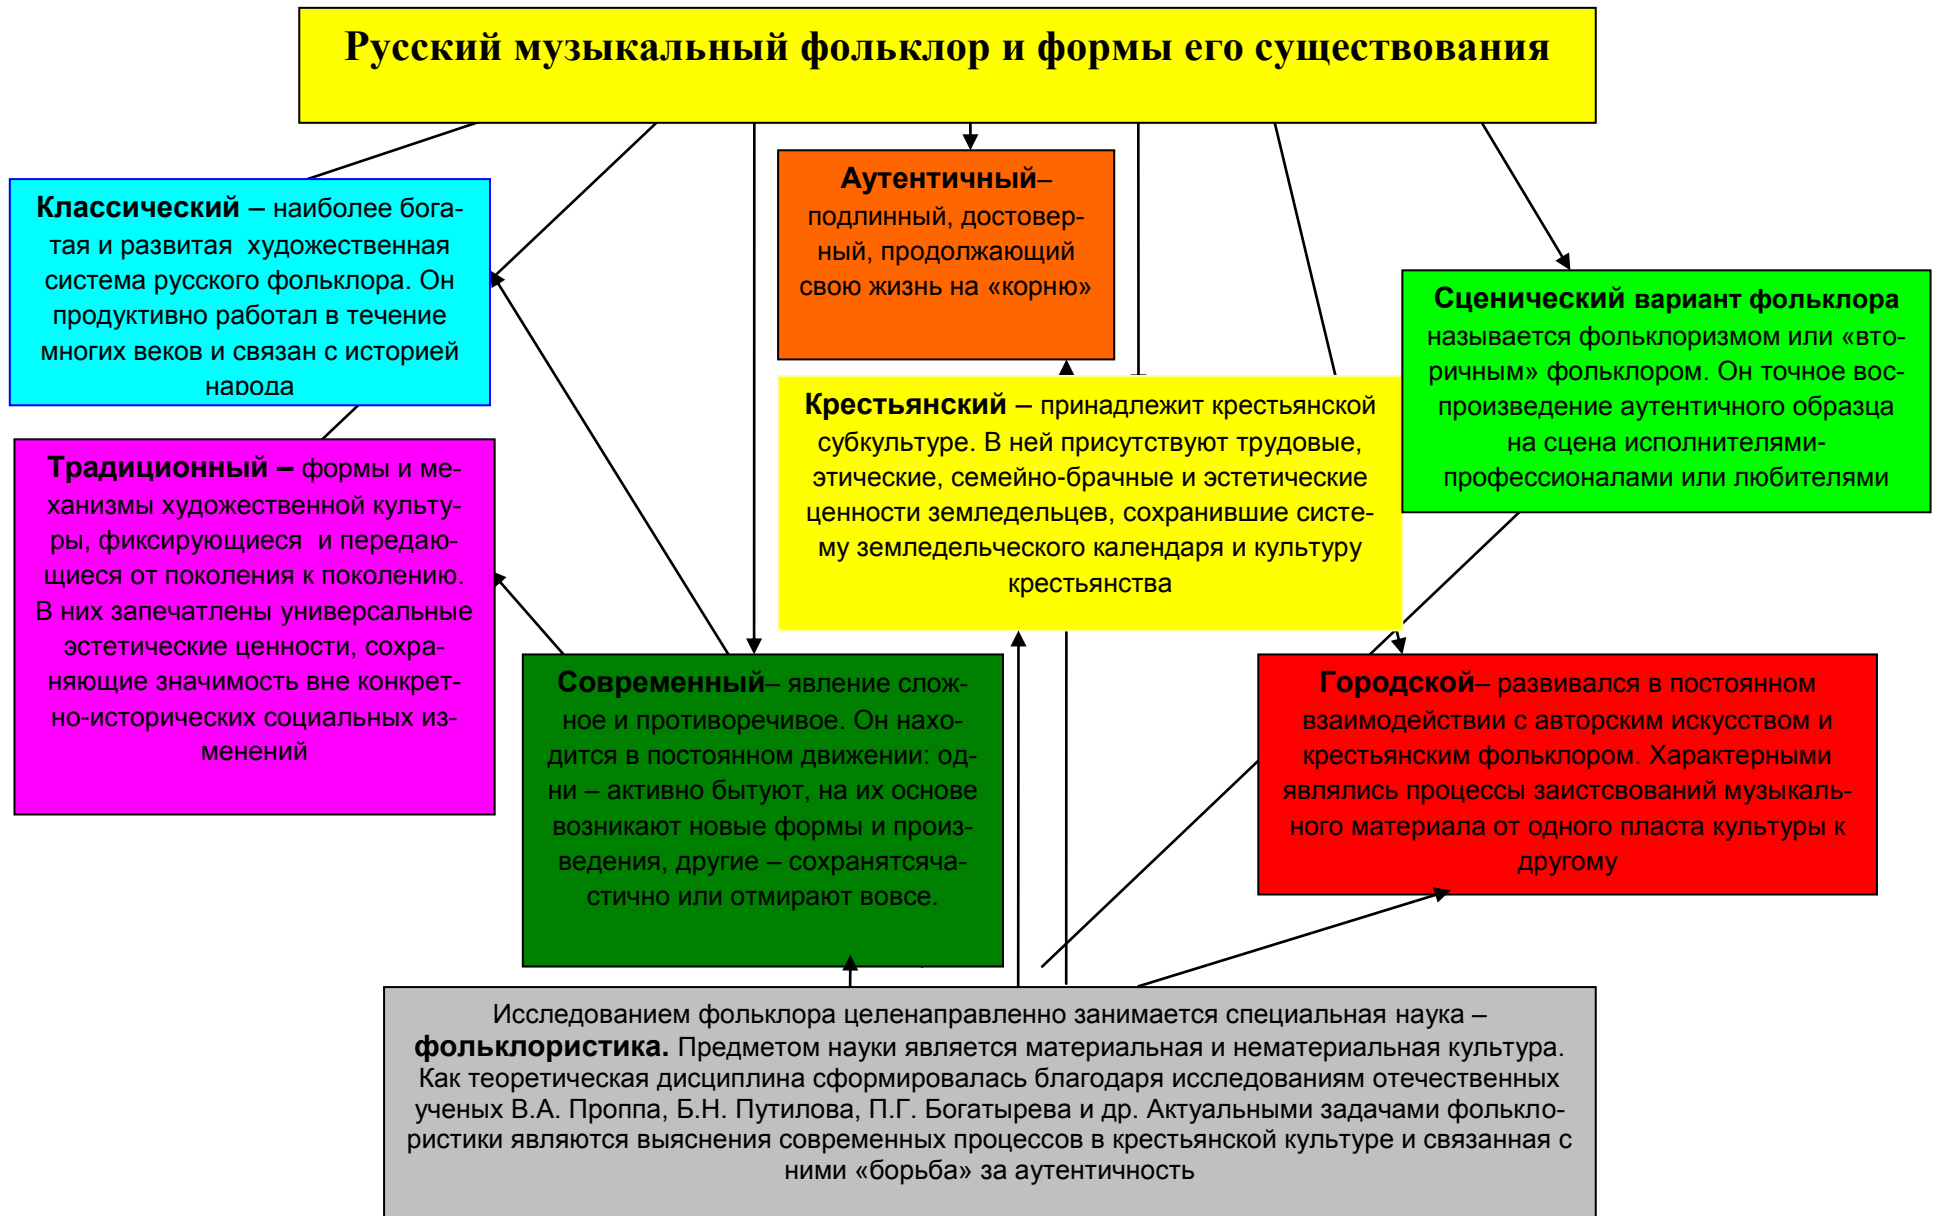 Русский музыкальный фольклор и формы его существования
Классический – наиболее бога-
тая и развитая художественная
система русского фольклора. Он
продуктивно работал в течение
многих веков и связан с историей
народа
Аутентичный–
подлинный, достовер-
ный, продолжающий
свою жизнь на «корню»
Сценический вариант фольклора
называется фольклоризмом или «вто-
ричным» фольклором. Он точное вос-
произведение аутентичного образца
на сцена исполнителями-
профессионалами или любителями
Крестьянский – принадлежит крестьянской
субкультуре. В ней присутствуют трудовые,
этические, семейно-брачные и эстетические
ценности земледельцев, сохранившие систе-
му земледельческого календаря и культуру
крестьянства
Традиционный – формы и ме-
ханизмы художественной культу-
ры, фиксирующиеся и передаю-
щиеся от поколения к поколению.
В них запечатлены универсальные
эстетические ценности, сохра-
няющие значимость вне конкрет-
но-исторических социальных из-
менений
Современный– явление слож-
ное и противоречивое. Он нахо-
дится в постоянном движении: од-
ни – активно бытуют, на их основе
возникают новые формы и произ-
ведения, другие – сохранятсяча-
стично или отмирают вовсе.
Городской– развивался в постоянном
взаимодействии с авторским искусством и
крестьянским фольклором. Характерными
являлись процессы заистсвований музыкаль-
ного материала от одного пласта культуры к
другому
Исследованием фольклора целенаправленно занимается специальная наука –
фольклористика. Предметом науки является материальная и нематериальная культура.
Как теоретическая дисциплина сформировалась благодаря исследованиям отечественных
ученых В.А. Проппа, Б.Н. Путилова, П.Г. Богатырева и др. Актуальными задачами фолькло-
ристики являются выяснения современных процессов в крестьянской культуре и связанная с
ними «борьба» за аутентичность